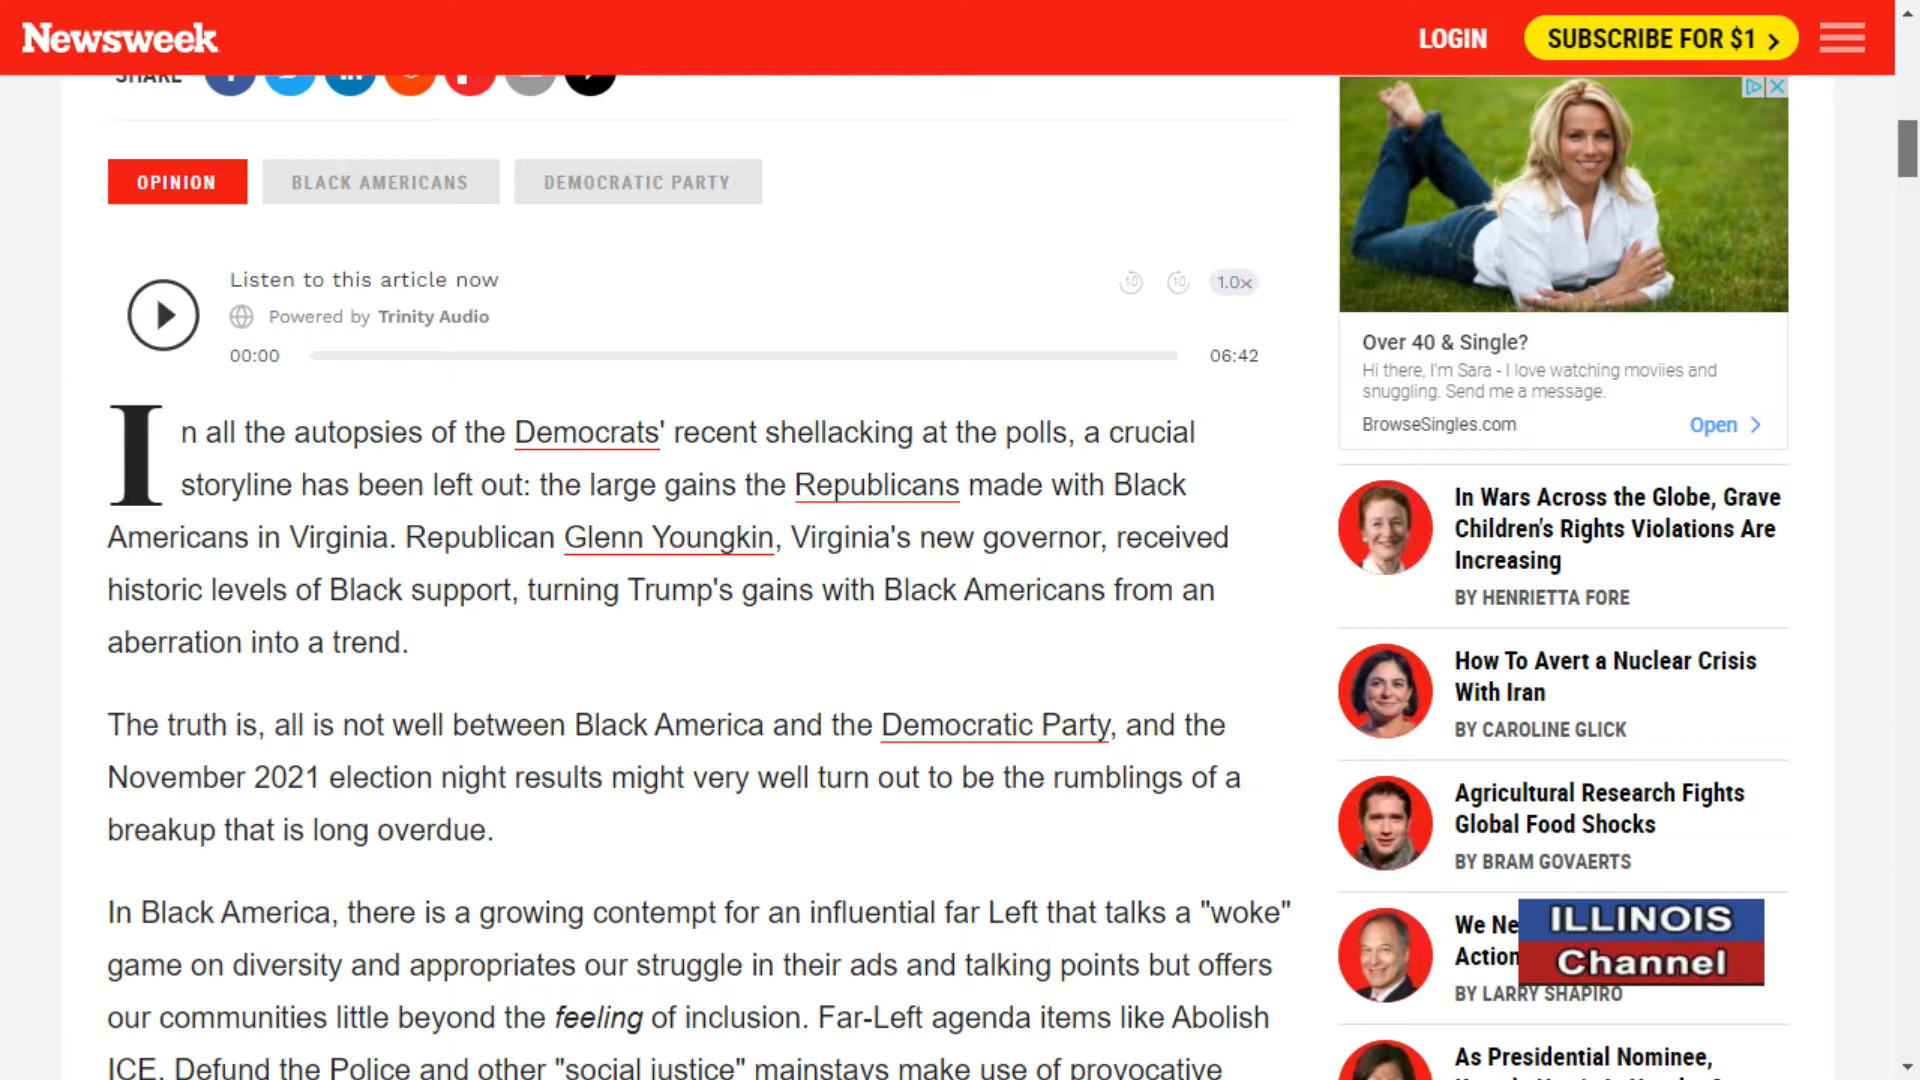 Newsweek
LOGIN
SUBSCRIBE FOR $1
SHARE
OPINION
BLACK AMERICANS
DEMOCRATIC PARTY
Listen to this article now
Powered by Trinity Audio
10
10
1.0x
00:00
06:42
In all the autopsies of the Democrats' recent shellacking at the polls, a crucial
storyline has been left out: the large gains the Republicans made with Black
Americans in Virginia. Republican Glenn Youngkin, Virginia's new governor, received
historic levels of Black support, turning Trump's gains with Black Americans from an
aberration into a trend.
The truth is, all is not well between Black America and the Democratic Party, and the
November 2021 election night results might very well turn out to be the rumblings of a
breakup that is long overdue.
In Black America, there is a growing contempt for an influential far Left that talks a "woke"
game on diversity and appropriates our struggle in their ads and talking points but offers
our communities little beyond the feeling of inclusion. Far-Left agenda items like Abolish
ICE, Defund the Police and other "social justice" mainstays make use of provocative
Over 40 & Single?
Hi there, I'm Sara - I love watching moviies and
snuggling. Send me a message.
BrowseSingles.com
Open
In Wars Across the Globe, Grave
Children's Rights Violations Are
Increasing
BY HENRIETTA FORE
How To Avert a Nuclear Crisis
With Iran
BY CAROLINE GLICK
Agricultural Research Fights
Global Food Shocks
BY BRAM GOVAERTS
We Ne
Action
BY LARRY SHAPIRO
ILLINOIS
Channel
As Presidential Nominee,